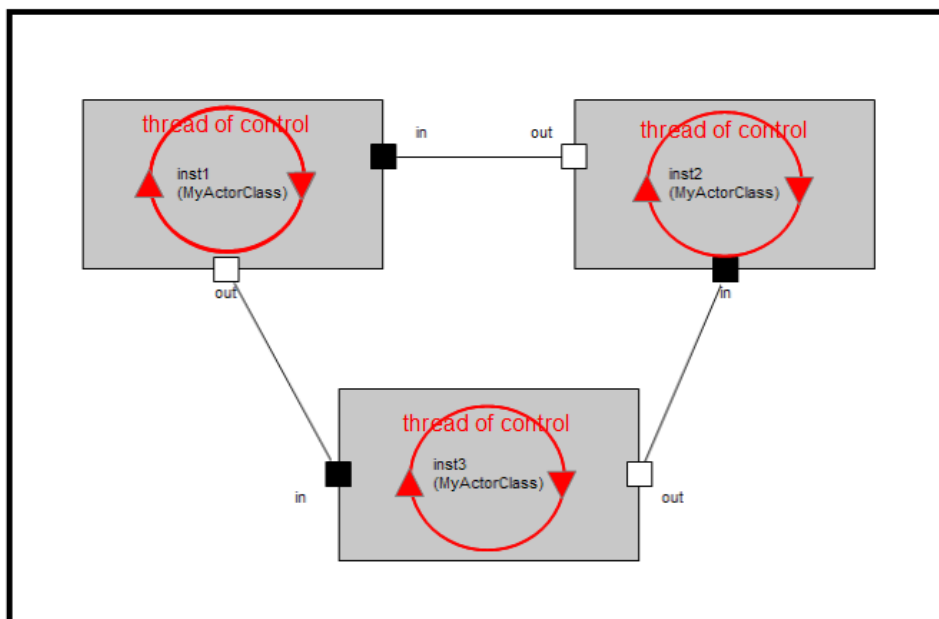 thread of control
in
out
thread of control
inst1
(MyActorClass)
inst2
(MyActorClass)
out
in
thread of control
inst3
(MyActorClass)
in
out